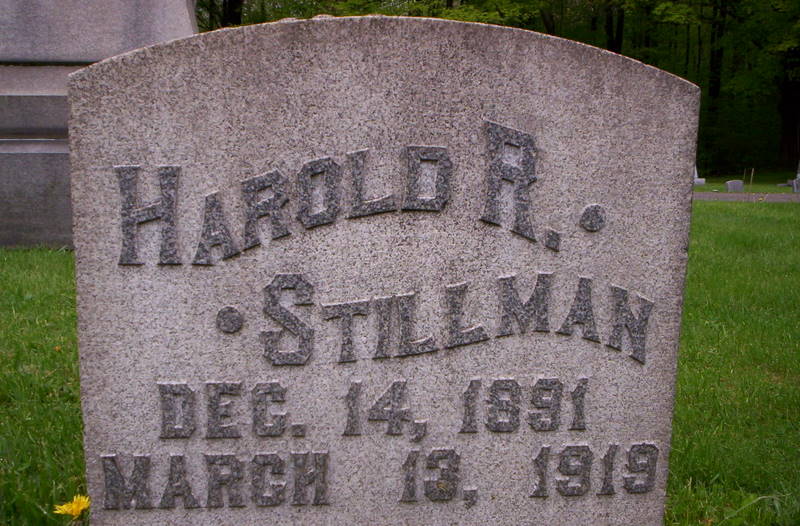 HAROLD R.
STILLMAN
DEC. 14, 1891
MARCH 13, 1919